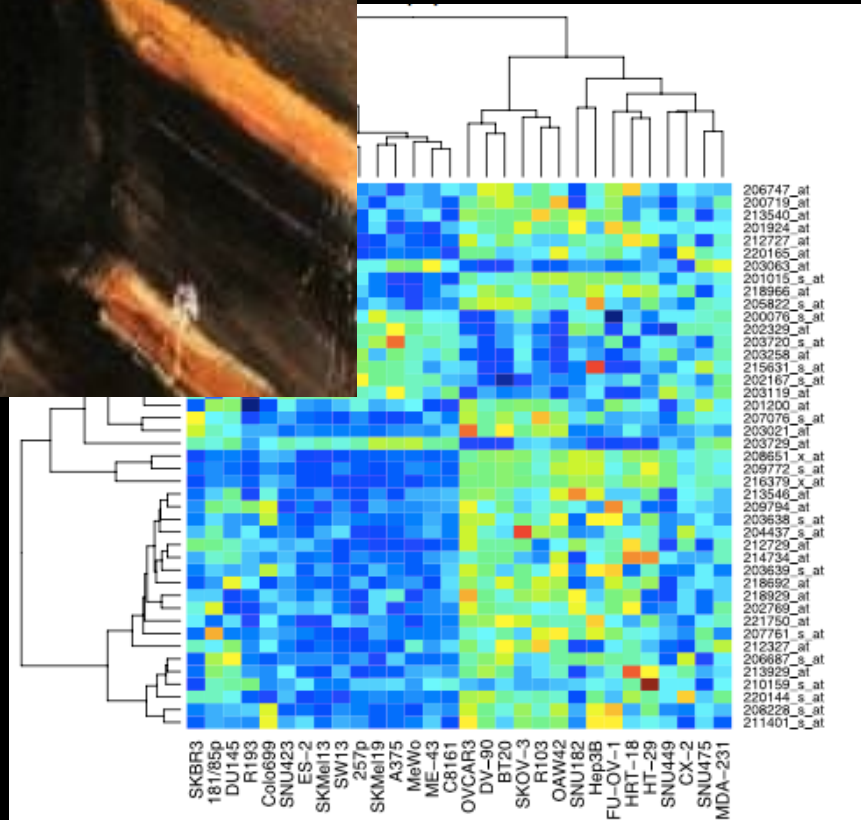 206747_at
200719_at
213540_at
201924_at
212727_at
220165_at
203063_at
201015_s_at
218966_at
205822_s_at
200076_s_at
202329_at
203720_s_at
203258_at
215631_s_at
202167_s_at
203119_at
201200_at
207076_s_at
203021_at
203729_at
208651_x_at
209772_s_at
216379_x_at
213546_at
209794_at
203638_s_at
204437_s_at
212729_at
214734_at
203639_s_at
218692_at
218929_at
202769_at
221750_at
207761_s_at
212327_at
206687_s_at
213929_at
210159_s_at
220144_s_at
208228_s_at
211401_s_at
SKBR3
181/85p
DU145
R193
Colo699
SNU423
ES-2
SKMel13
SW13
257p
SKMel19
A375
MeWo
ME-43
C8161
OVCAR3
DV-90
BT20
SKOV-3
R103
OAW42
SNU182
Hep3B
FU-OV-1
HRT-18
HT-29
SNU449
CX-2
SNU475
MDA-231